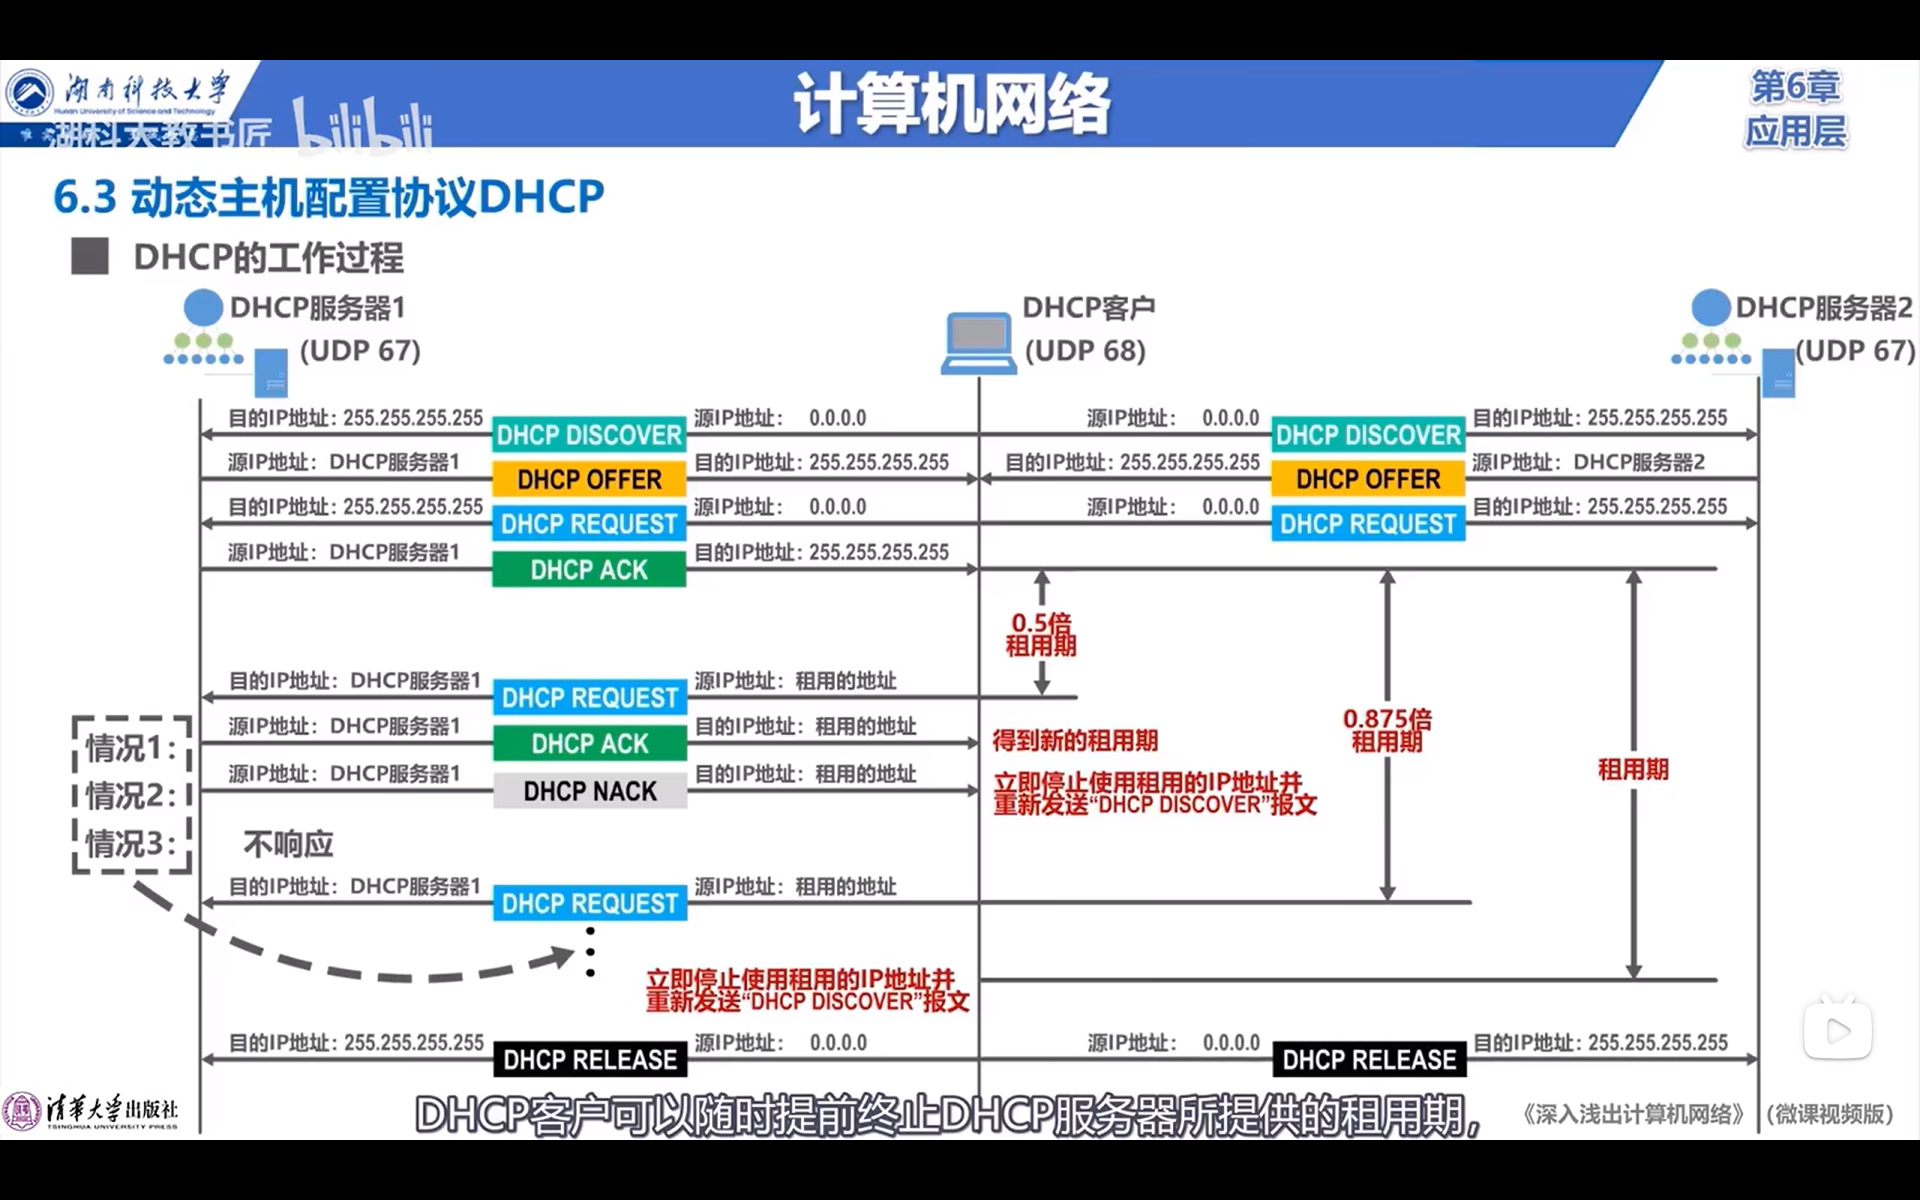 湖南科技大学
Hunan University of Science and Technology
湖科大教书匠 bilibili
计算机网络
第6章
应用层
6.3 动态主机配置协议DHCP
DHCP的工作过程
DHCP服务器1
(UDP 67)
DHCP客户
(UDP 68)
DHCP服务器2
(UDP 67)
目的IP地址: 255.255.255.255 DHCP DISCOVER 源IP地址: 0.0.0.0 源IP地址: 0.0.0.0 DHCP DISCOVER 目的IP地址: 255.255.255.255
源IP地址: DHCP服务器1 DHCP OFFER 目的IP地址: 255.255.255.255 目的IP地址: 255.255.255.255 DHCP OFFER 源IP地址: DHCP服务器2
目的IP地址: 255.255.255.255 DHCP REQUEST 源IP地址: 0.0.0.0 源IP地址: 0.0.0.0 DHCP REQUEST 目的IP地址: 255.255.255.255
源IP地址: DHCP服务器1 DHCP ACK 目的IP地址: 255.255.255.255
0.5倍
租用期
目的IP地址: DHCP服务器1 DHCP REQUEST 源IP地址: 租用的地址
情况1: 源IP地址: DHCP服务器1 DHCP ACK 目的IP地址: 租用的地址 得到新的租用期
0.875倍
租用期
租用期
情况2: 源IP地址: DHCP服务器1 DHCP NACK 目的IP地址: 租用的地址
立即停止使用租用的IP地址并
重新发送“DHCP DISCOVER”报文
情况3: 不响应
目的IP地址: DHCP服务器1 DHCP REQUEST 源IP地址: 租用的地址
立即停止使用租用的IP地址并
重新发送“DHCP DISCOVER”报文
目的IP地址: 255.255.255.255 DHCP RELEASE 源IP地址: 0.0.0.0 源IP地址: 0.0.0.0 DHCP RELEASE 目的IP地址: 255.255.255.255
清华大学出版社
TSINGHUA UNIVERSITY PRESS
DHCP客户可以随时提前终止DHCP服务器所提供的租用期，
《深入浅出计算机网络》（微课视频版）